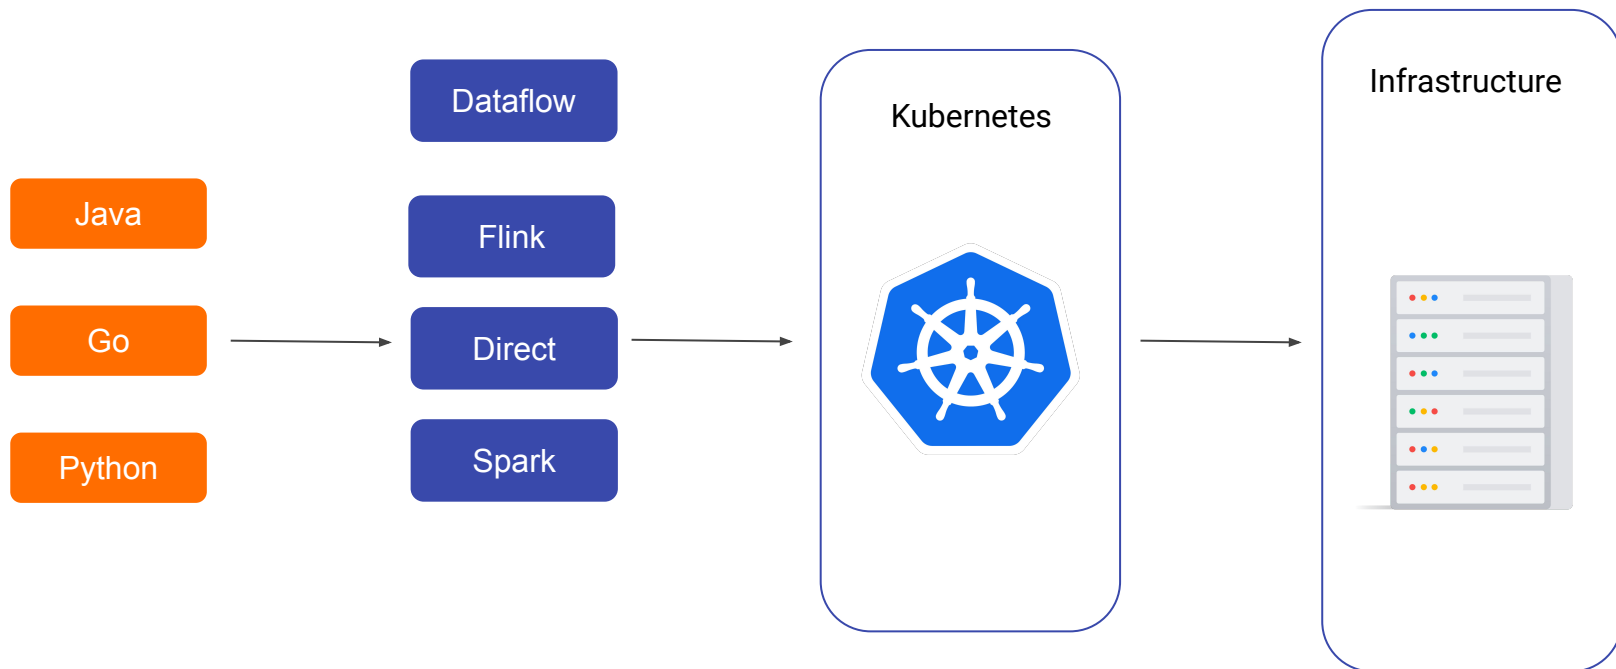 Java
Go
Python
Dataflow
Flink
Direct
Spark
Kubernetes
Infrastructure